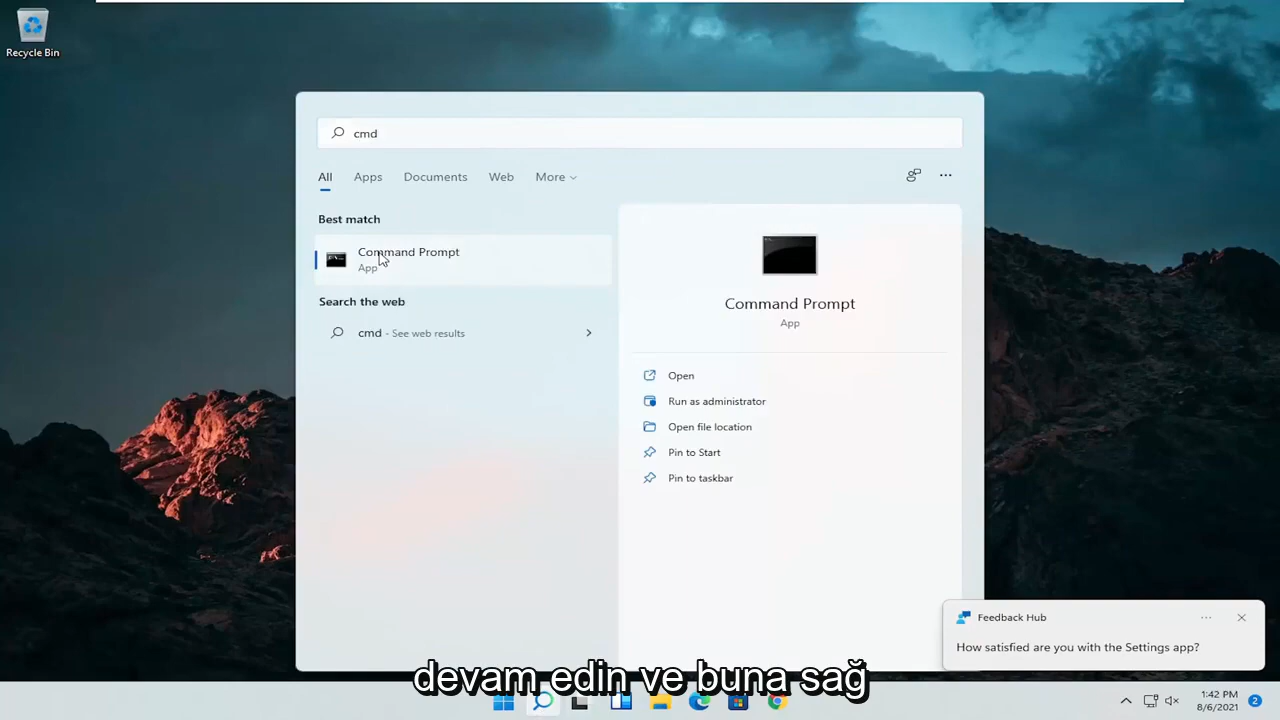 Recycle Bin
cmd
All Apps Documents Web More
Best match
Command Prompt
App
Search the web
cmd - See web results
Command Prompt
App
Open
Run as administrator
Open file location
Pin to Start
Pin to taskbar
Feedback Hub
How satisfied are you with the Settings app?
devam edin ve buna sağ
1:42 PM
8/6/2021
2